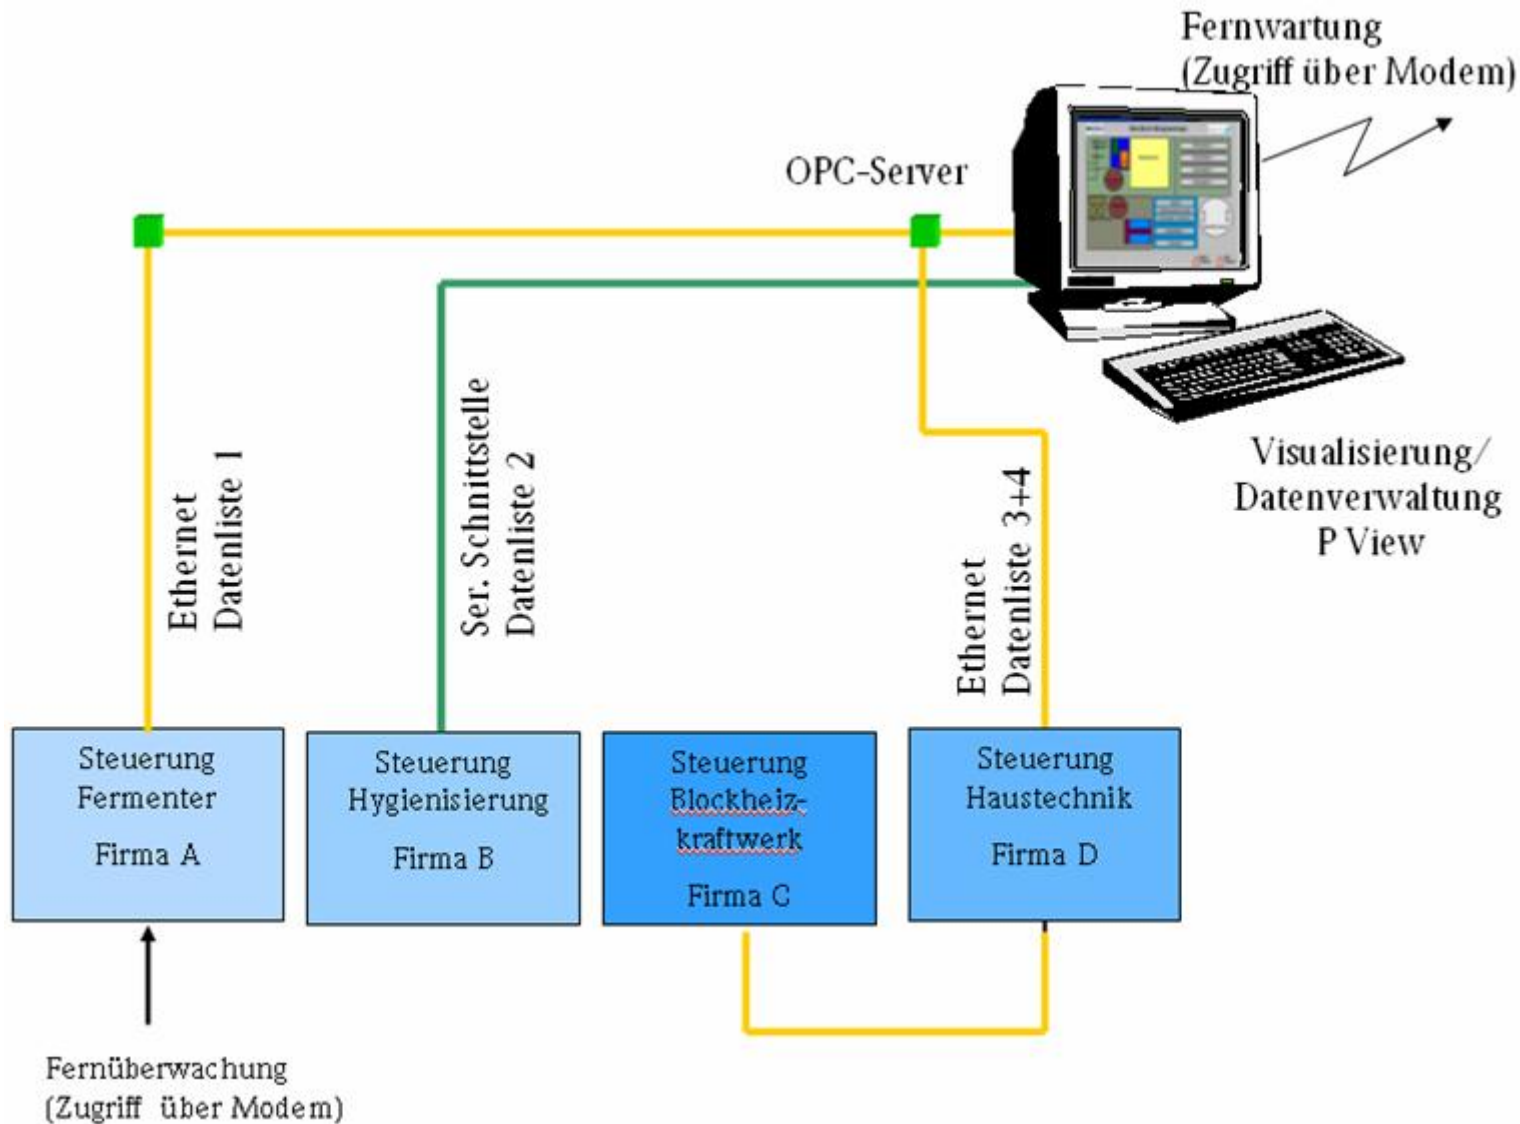 Fernwartung
(Zugriff über Modem)
OPC-Server
Visualisierung/
Datenverwaltung
P View
Ethernet
Datenliste 1
Ser. Schnittstelle
Datenliste 2
Ethernet
Datenliste 3+4
Steuerung
Fermenter
Firma A
Steuerung
Hygienisierung
Firma B
Steuerung
Blockheiz-
kraftwerk
Firma C
Steuerung
Haustechnik
Firma D
Fernüberwachung
(Zugriff über Modem)